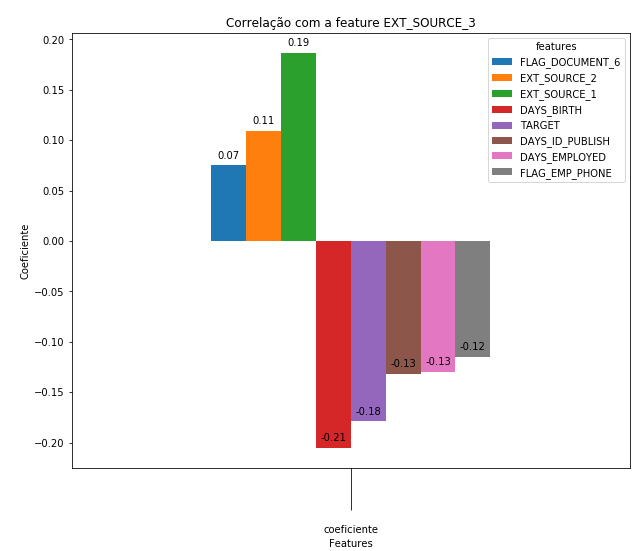 Correlação com a feature EXT_SOURCE_3
features
FLAG_DOCUMENT_6
EXT_SOURCE_2
EXT_SOURCE_1
DAYS_BIRTH
TARGET
DAYS_ID_PUBLISH
DAYS_EMPLOYED
FLAG_EMP_PHONE
Coeficiente
0.20
0.15
0.10
0.05
0.00
−0.05
−0.10
−0.15
−0.20
0.07
0.11
0.19
-0.21
-0.18
-0.13
-0.13
-0.12
coeficiente
Features